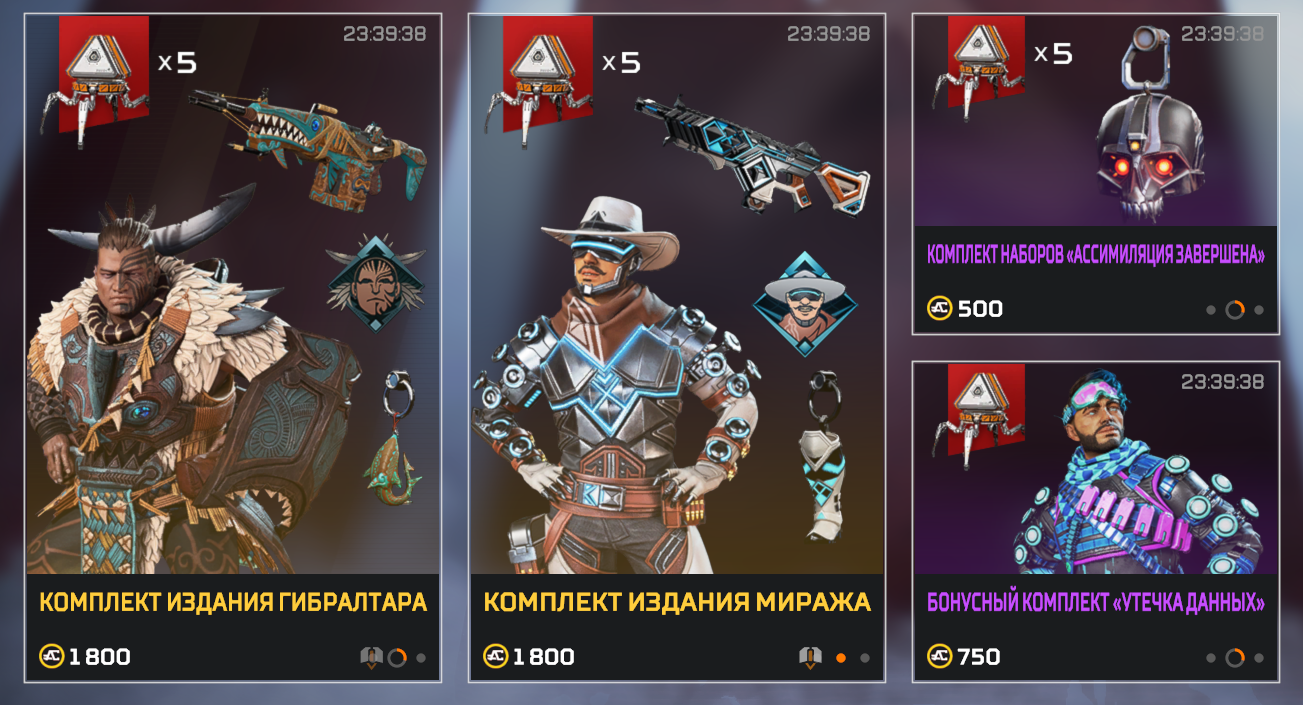 23:39:38
x5
КОМПЛЕКТ ИЗДАНИЯ ГИБРАЛТАРА
1 800
23:39:38
x5
КОМПЛЕКТ ИЗДАНИЯ МИРАЖА
1 800
23:39:38
x5
КОМПЛЕКТ НАБОРОВ «АССИМИЛЯЦИЯ ЗАВЕРШЕНА»
500
23:39:38
БОНУСНЫЙ КОМПЛЕКТ «УТЕЧКА ДАННЫХ»
750